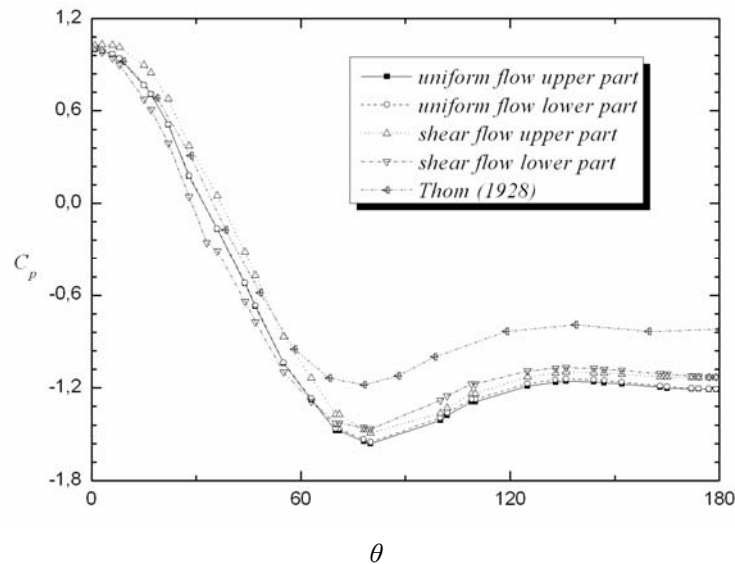 1,2
0,6
0,0
-0,6
-1,2
-1,8
C_p
uniform flow upper part
uniform flow lower part
shear flow upper part
shear flow lower part
Thom (1928)
0 60 120 180
θ